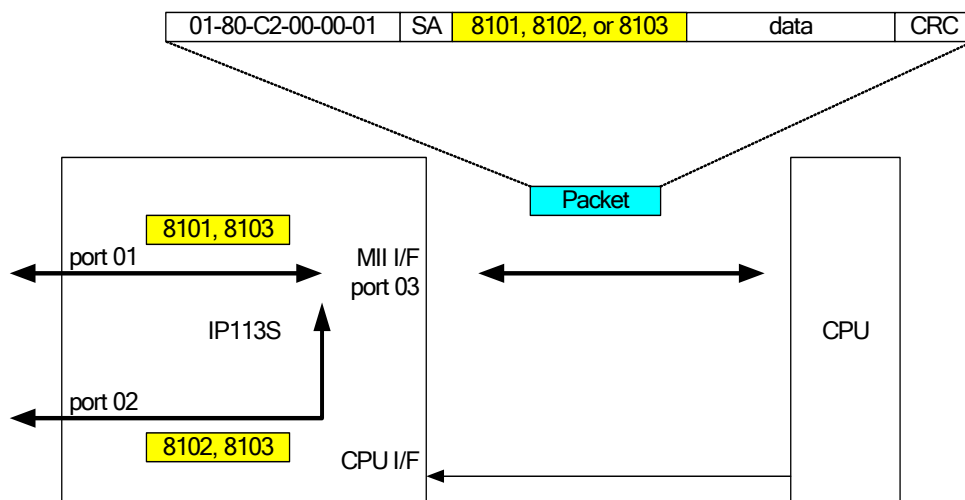 01-80-C2-00-00-01 SA 8101, 8102, or 8103 data CRC
Packet
8101, 8103
port 01
MII I/F
port 03
IP113S
CPU
port 02
8102, 8103
CPU I/F